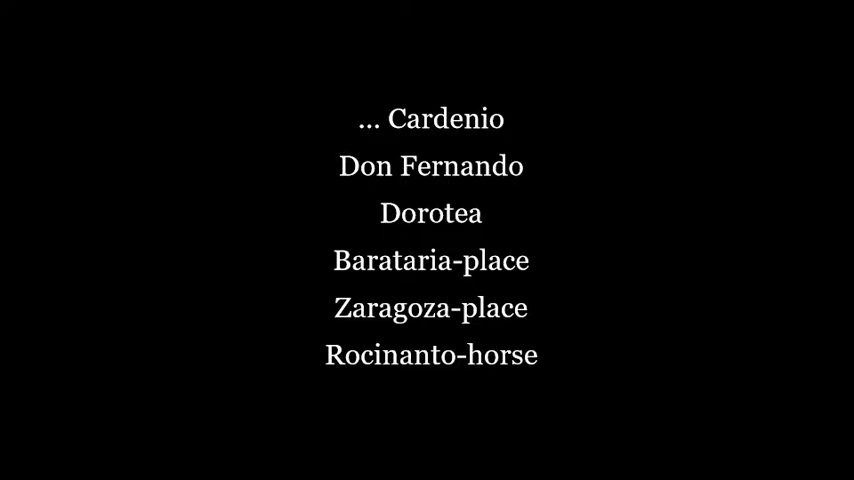 ... Cardenio
Don Fernando
Dorotea
Barataria-place
Zaragoza-place
Rocinanto-horse